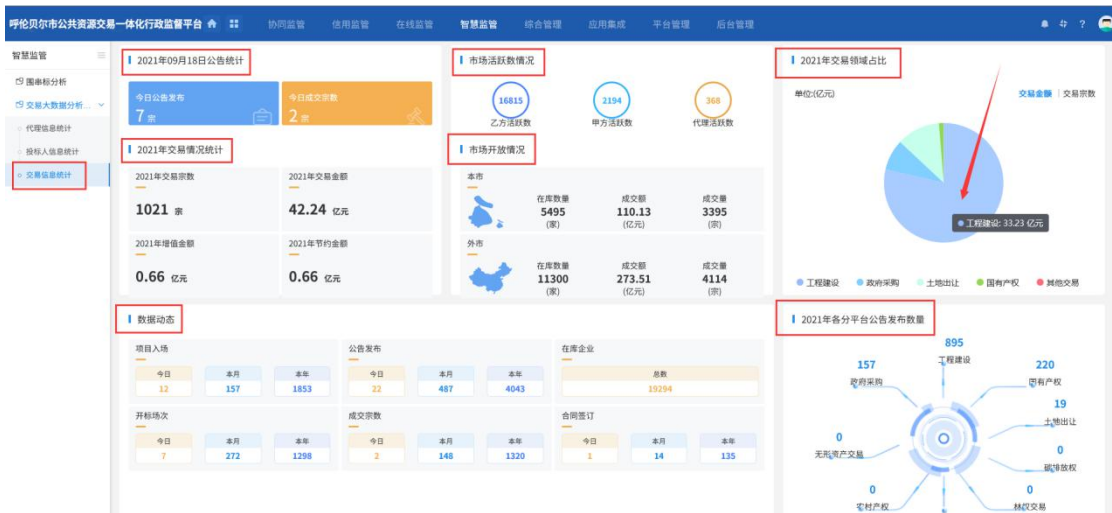 呼伦贝尔市公共资源交易一体化行政监督平台
协同监管 信用监管 在线监管 智慧监管 综合管理 应用集成 平台管理 后台管理
智慧监管
围串标分析
交易大数据分析...
代理信息统计
投标人信息统计
交易信息统计
2021年09月18日公告统计
今日公告发布
7 宗
今日成交宗数
2 宗
2021年交易情况统计
2021年交易宗数
1021 宗
2021年交易金额
42.24 亿元
2021年增值金额
0.66 亿元
2021年节约金额
0.66 亿元
市场活跃数情况
16815
乙方活跃数
2194
甲方活跃数
368
代理活跃数
市场开放情况
本市
在库数量 成交额 成交量
5495 110.13 3395
(家) (亿元) (宗)
外市
在库数量 成交额 成交量
11300 273.51 4114
(家) (亿元) (宗)
2021年交易领域占比
单位:(亿元)
交易金额 交易宗数
工程建设: 33.23 亿元
工程建设 政府采购 土地出让 国有产权 其他交易
数据动态
项目入场
今日 本月 本年
12 157 1853
公告发布
今日 本月 本年
22 487 4043
在库企业
总数
19294
开标场次
今日 本月 本年
7 272 1298
成交宗数
今日 本月 本年
2 148 1320
合同签订
今日 本月 本年
1 14 135
2021年各分平台公告发布数量
895
工程建设
157
政府采购
220
国有产权
19
土地出让
0
无形资产交易
0
碳排放权
0
农村产权
0
林权交易